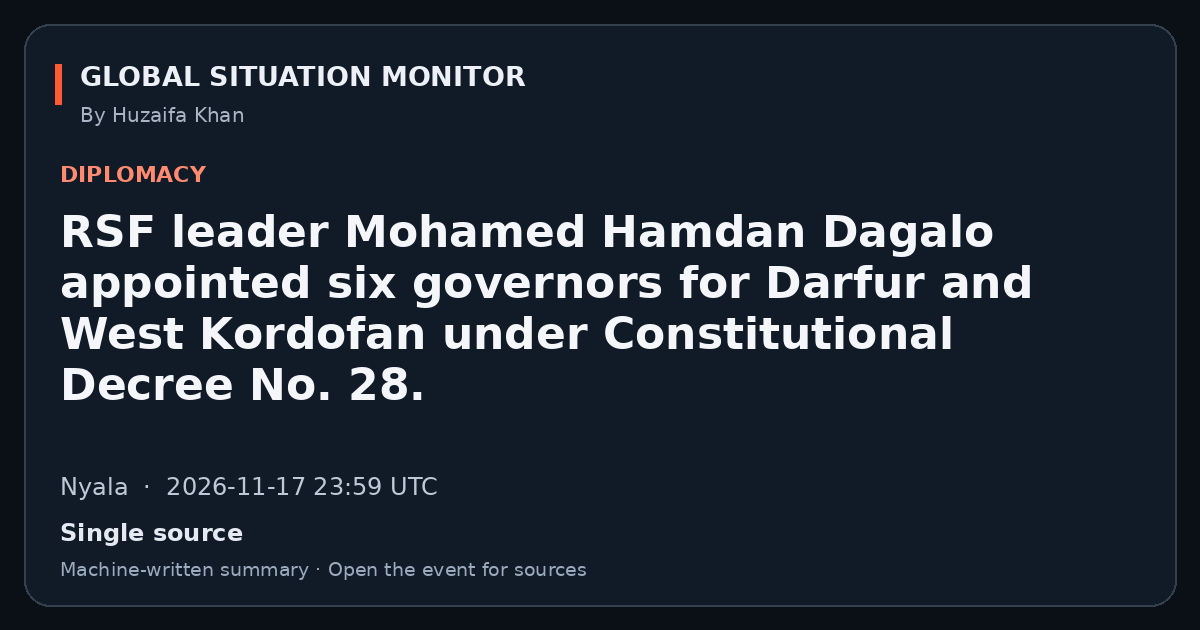 GLOBAL SITUATION MONITOR
By Huzaifa Khan
DIPLOMACY
RSF leader Mohamed Hamdan Dagalo
appointed six governors for Darfur and
West Kordofan under Constitutional
Decree No. 28.
Nyala · 2026-11-17 23:59 UTC
Single source
Machine-written summary · Open the event for sources